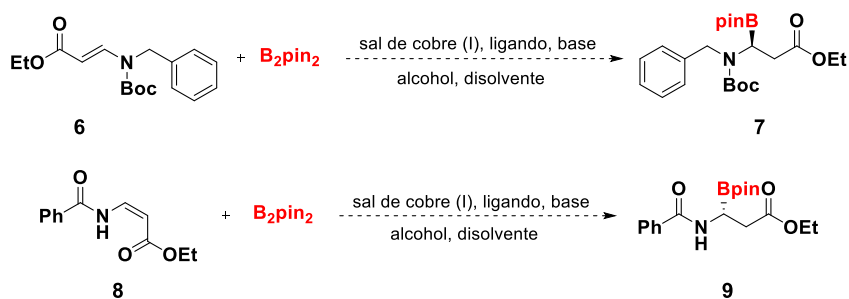 EtO
O
N
Boc
6
+
B2pin2
sal de cobre (I), ligando, base
alcohol, disolvente
pinB
N
Boc
O
OEt
7
O
Ph
N
H
O
OEt
8
+
B2pin2
sal de cobre (I), ligando, base
alcohol, disolvente
O
Ph
N
H
Bpin
O
OEt
9